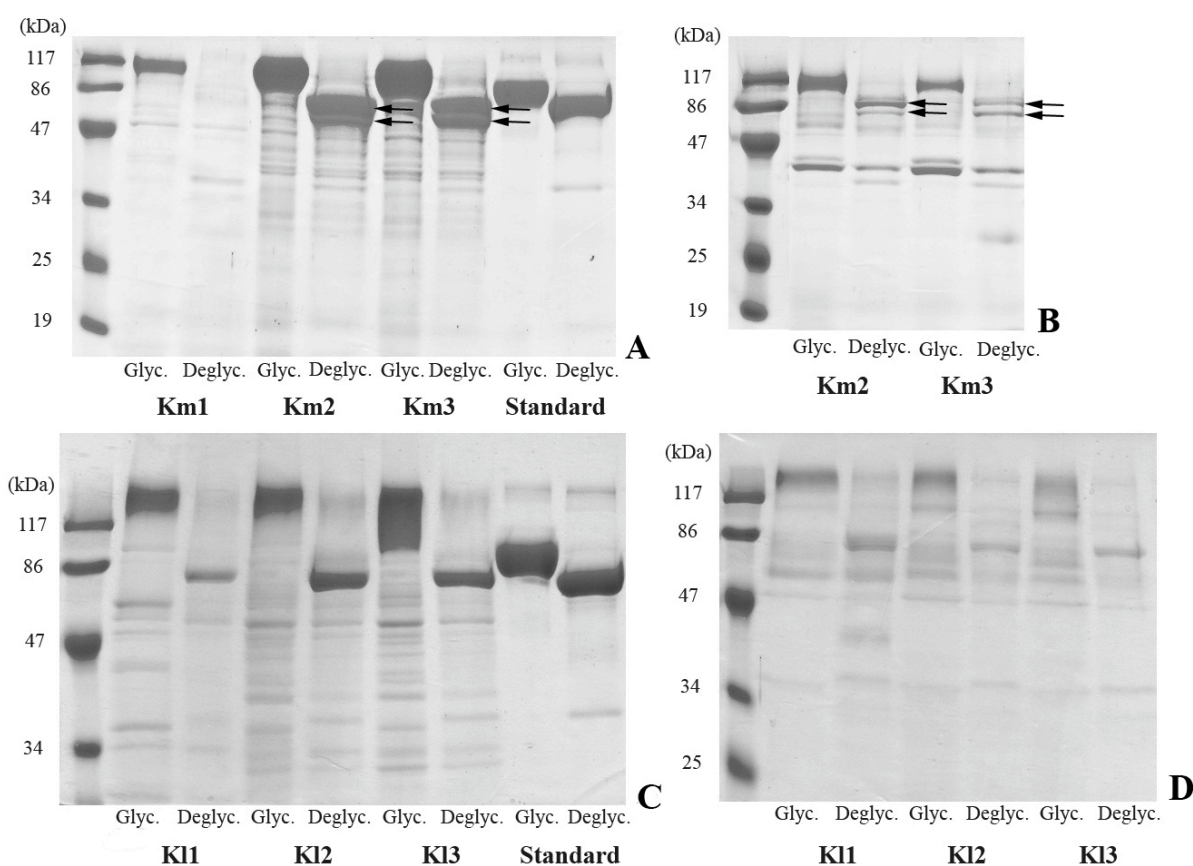 (kDa)
117
86
47
34
25
19
Glyc. Deglyc. Glyc. Deglyc. Glyc. Deglyc. Glyc. Deglyc.
Km1 Km2 Km3 Standard
A
(kDa)
117
86
47
34
25
19
Glyc. Deglyc. Glyc. Deglyc.
Km2 Km3
B
(kDa)
117
86
47
34
Glyc. Deglyc. Glyc. Deglyc. Glyc. Deglyc. Glyc. Deglyc.
Kl1 Kl2 Kl3 Standard
C
(kDa)
117
86
47
34
25
Glyc. Deglyc. Glyc. Deglyc. Glyc. Deglyc.
Kl1 Kl2 Kl3
D